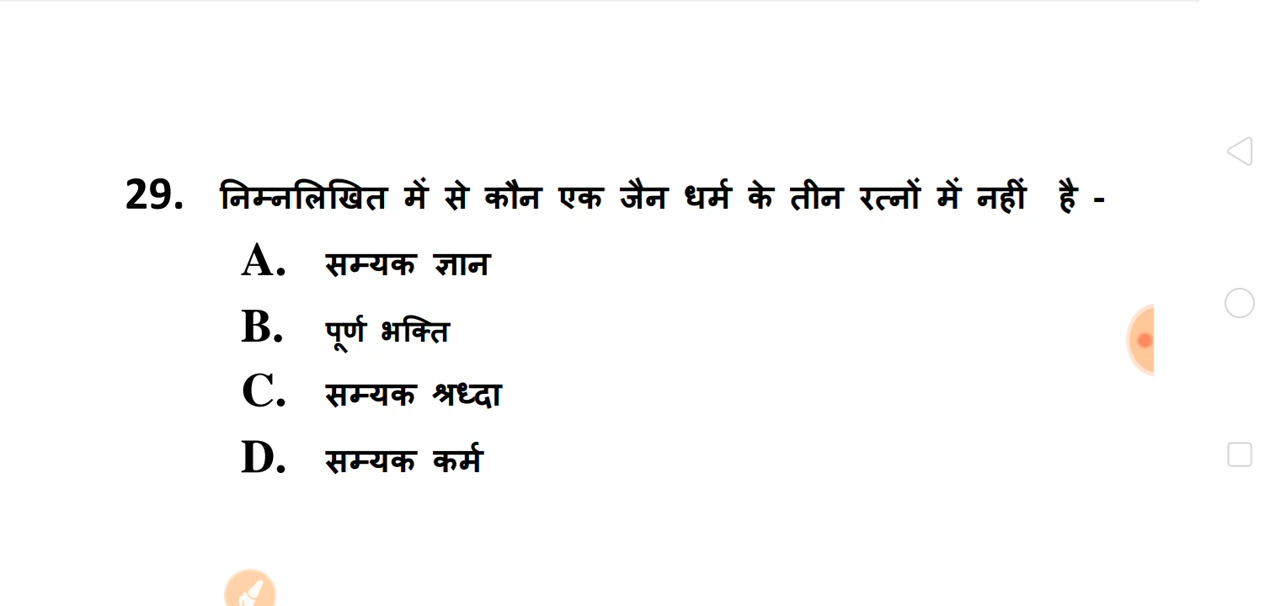 29. निम्नलिखित में से कौन एक जैन धर्म के तीन रत्नों में नहीं है -
A. सम्यक ज्ञान
B. पूर्ण भक्ति
C. सम्यक श्रध्दा
D. सम्यक कर्म